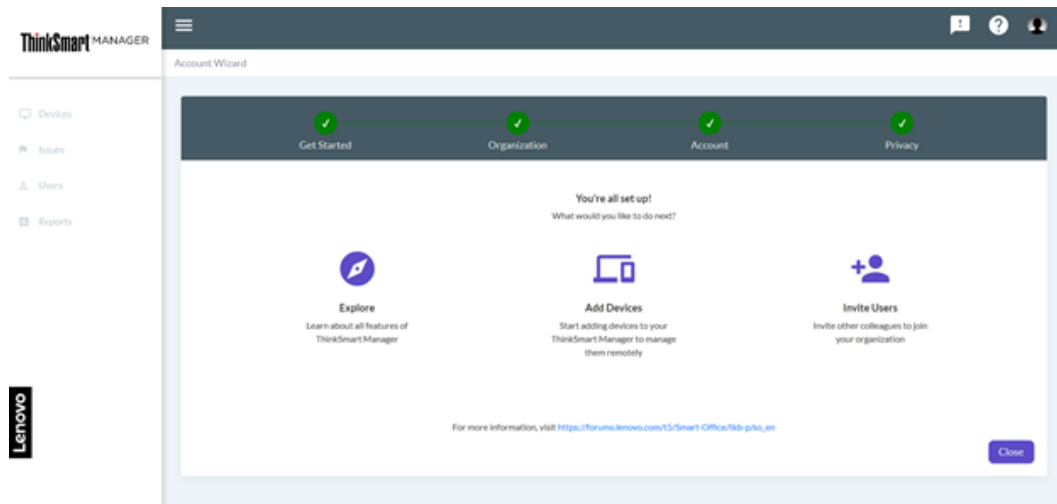 ThinkSmart MANAGER
Account Wizard
Devices
Issues
Users
Reports
Get Started
Organization
Account
Privacy
You're all set up!
What would you like to do next?
Explore
Learn about all features of
ThinkSmart Manager
Add Devices
Start adding devices to your
ThinkSmart Manager to manage
them remotely
Invite Users
Invite other colleagues to join
your organization
For more information, visit https://forums.lenovo.com/t5/Smart-Office/tkb-p/so_en
Close
Lenovo